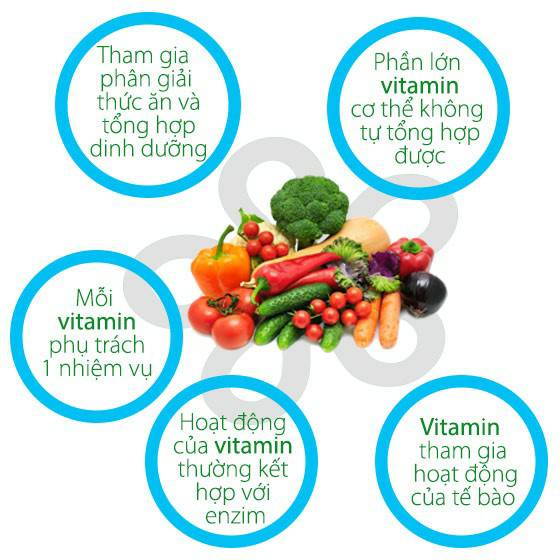 Tham gia
phân giải
thức ăn và
tổng hợp
dinh dưỡng
Phần lớn
vitamin
cơ thể không
tự tổng hợp
được
Mỗi
vitamin
phụ trách
1 nhiệm vụ
Hoạt động
của vitamin
thường kết
hợp với
enzim
Vitamin
tham gia
hoạt động
của tế bào